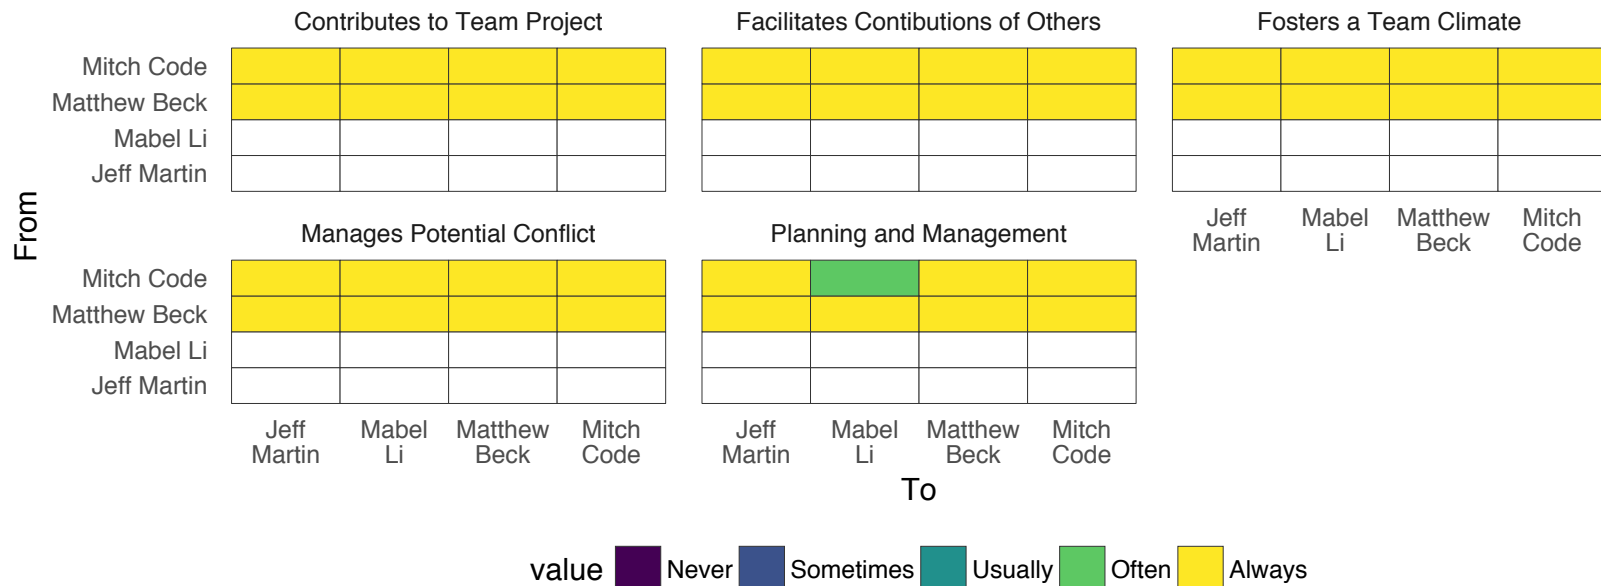 Contributes to Team Project
Facilitates Contibutions of Others
Fosters a Team Climate
Mitch Code
Matthew Beck
Mabel Li
Jeff Martin
From
Jeff
Martin
Mabel
Li
Matthew
Beck
Mitch
Code
Manages Potential Conflict
Planning and Management
Mitch Code
Matthew Beck
Mabel Li
Jeff Martin
Jeff
Martin
Mabel
Li
Matthew
Beck
Mitch
Code
Jeff
Martin
Mabel
Li
Matthew
Beck
Mitch
Code
To
value Never Sometimes Usually Often Always